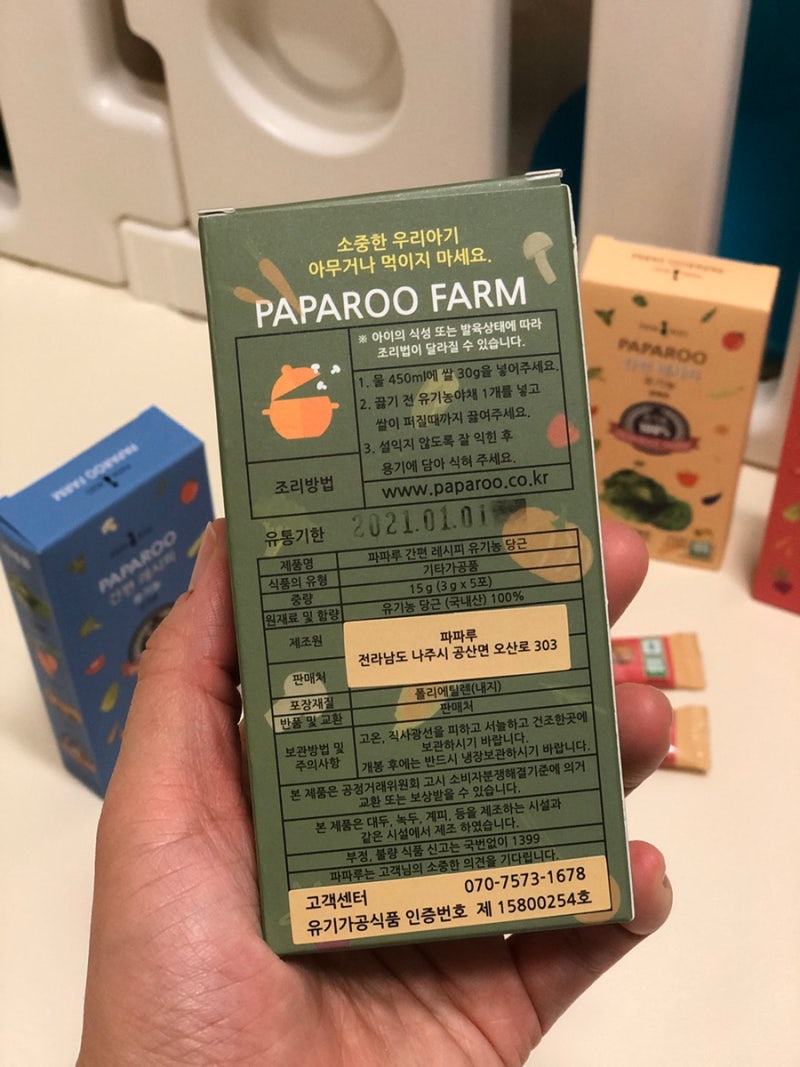 소중한 우리아기
아무거나 먹이지 마세요.
PAPAROO FARM
※ 아이의 식성 또는 발육상태에 따라
조리법이 달라질 수 있습니다.
1. 물 450ml에 쌀 30g을 넣어주세요.
2. 끓기 전 유기농야채 1개를 넣고
쌀이 퍼질때까지 끓여주세요.
3. 설익지 않도록 잘 익힌 후
용기에 담아 식혀 주세요.
조리방법
www.paparoo.co.kr
유통기한 2021.01.01
제품명 파파루 간편 레시피 유기농 당근
식품의 유형 기타가공품
중량 15g (3g x 5포)
원재료 및 함량 유기농 당근 (국내산) 100%
제조원
파파루
전라남도 나주시 공산면 오산로 303
판매처
포장재질 폴리에틸렌(내지)
반품 및 교환 판매처
보관방법 및
주의사항
고온, 직사광선을 피하고 서늘하고 건조한곳에
보관하시기 바랍니다.
개봉 후에는 반드시 냉장보관하시기 바랍니다.
본 제품은 공정거래위원회 고시 소비자분쟁해결기준에 의거
교환 또는 보상받을 수 있습니다.
본 제품은 대두, 녹두, 계피, 등을 제조하는 시설과
같은 시설에서 제조 하였습니다.
부정, 불량 식품 신고는 국번없이 1399
파파루는 고객님의 소중한 의견을 기다립니다.
고객센터 070-7573-1678
유기가공식품 인증번호 제 15800254호
PAPAROO FARM
PAPAROO
간편 레시피
PAPAROO
간편 레시피
유기농
100%